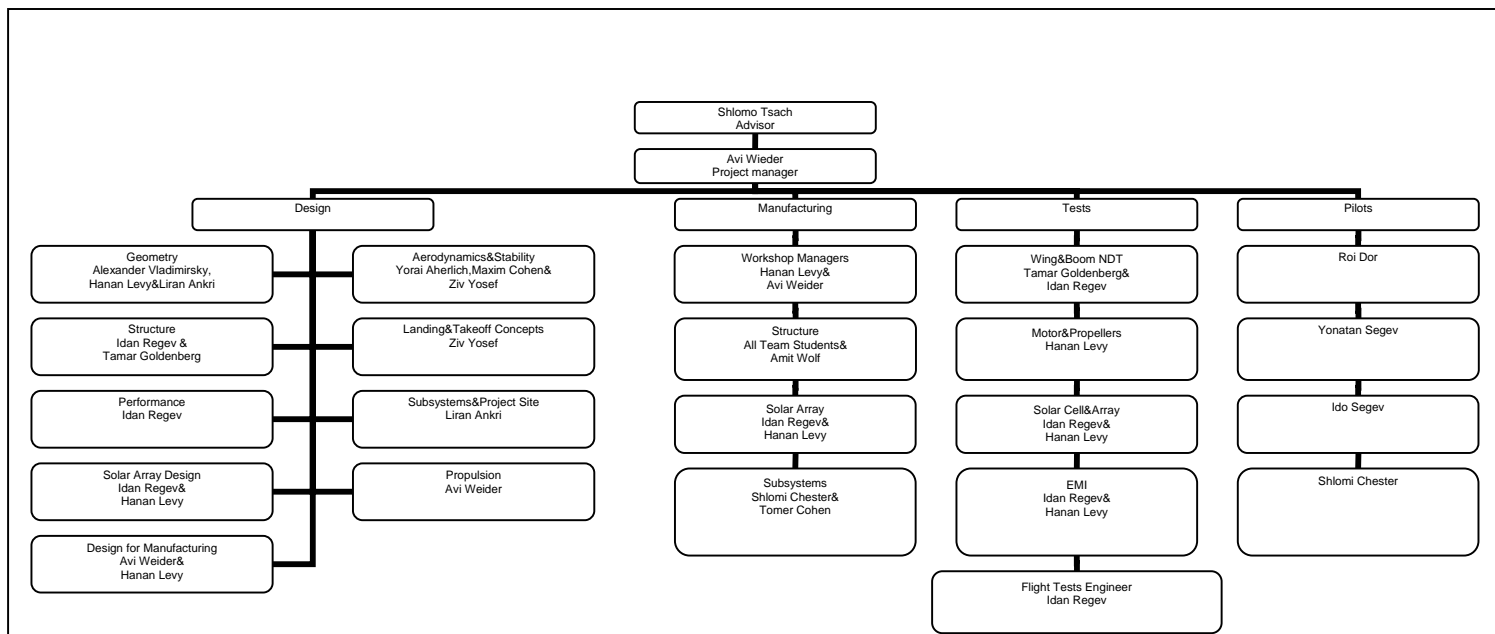 Shlomo Tsach
Advisor
Avi Wieder
Project manager
Design
Manufacturing
Tests
Pilots
Geometry
Alexander Vladimirsky,
Hanan Levy&Liran Ankri
Aerodynamics&Stability
Yorai Aherlich,Maxim Cohen&
Ziv Yosef
Structure
Idan Regev &
Tamar Goldenberg
Landing&Takeoff Concepts
Ziv Yosef
Performance
Idan Regev
Subsystems&Project Site
Liran Ankri
Solar Array Design
Idan Regev&
Hanan Levy
Propulsion
Avi Weider
Design for Manufacturing
Avi Weider&
Hanan Levy
Workshop Managers
Hanan Levy&
Avi Weider
Structure
All Team Students&
Amit Wolf
Solar Array
Idan Regev&
Hanan Levy
Subsystems
Shlomi Chester&
Tomer Cohen
Wing&Boom NDT
Tamar Goldenberg&
Idan Regev
Motor&Propellers
Hanan Levy
Solar Cell&Array
Idan Regev&
Hanan Levy
EMI
Idan Regev&
Hanan Levy
Flight Tests Engineer
Idan Regev
Roi Dor
Yonatan Segev
Ido Segev
Shlomi Chester